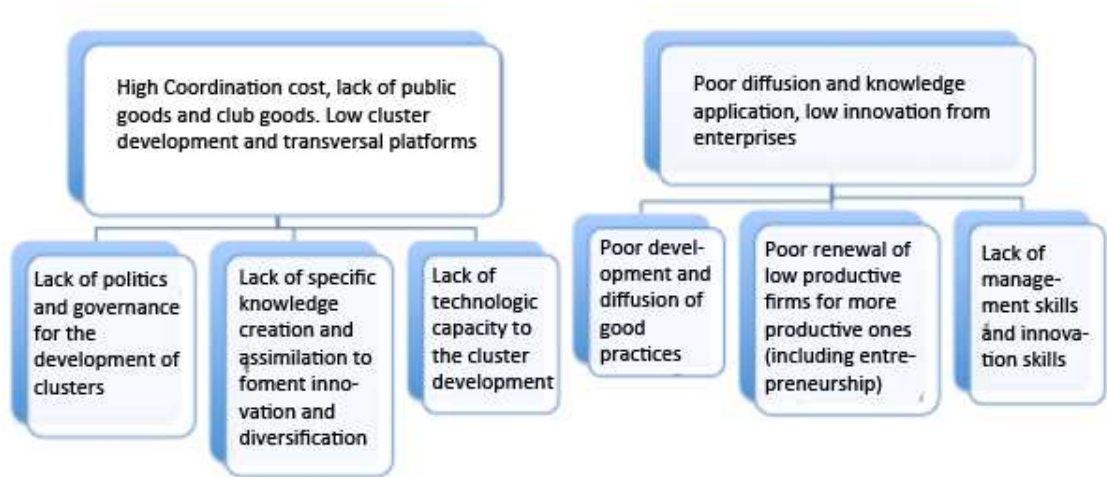 High Coordination cost, lack of public
goods and club goods. Low cluster
development and transversal platforms
Poor diffusion and knowledge
application, low innovation from
enterprises
Lack of politics
and governance
for the
development of
clusters
Lack of specific
knowledge
creation and
assimilation to
foment inno-
vation and
diversification
Lack of
technologic
capacity to
the cluster
development
Poor devel-
opment and
diffusion of
good
practices
Poor renewal of
low productive
firms for more
productive ones
(including entre-
preneurship)
Lack of
manage-
ment skills
and innova-
tion skills